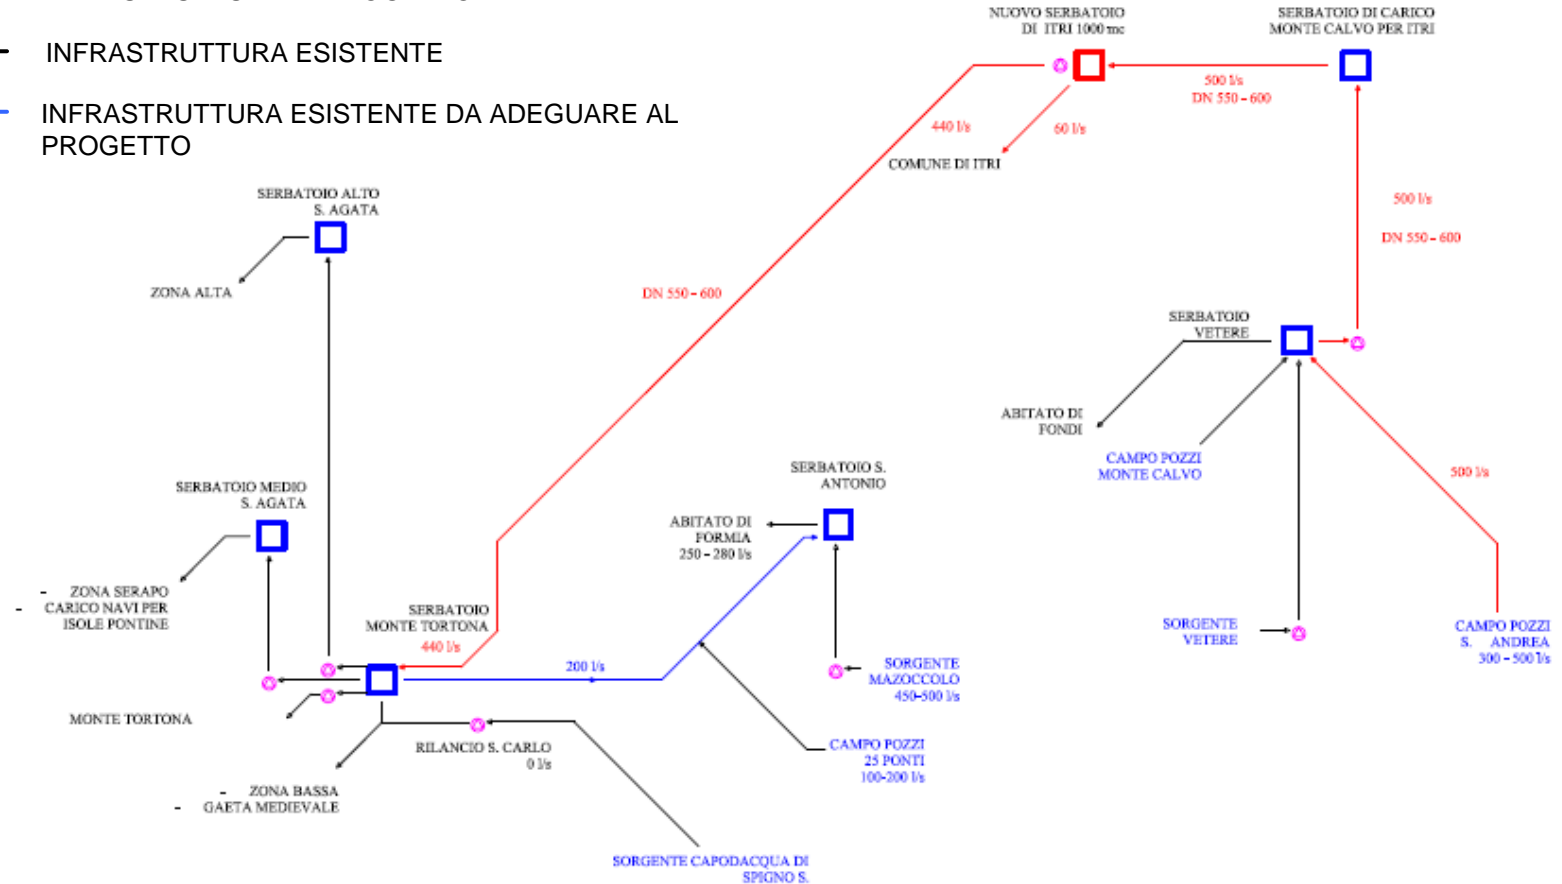 INFRASTRUTTURA ESISTENTE
INFRASTRUTTURA ESISTENTE DA ADEGUARE AL
PROGETTO
NUOVO SERBATOIO
DI ITRI 1000 mc
SERBATOIO DI CARICO
MONTE CALVO PER ITRI
500 l/s
DN 550 - 600
440 l/s
60 l/s
COMUNE DI ITRI
500 l/s
DN 550 - 600
SERBATOIO ALTO
S. AGATA
ZONA ALTA
DN 550 - 600
SERBATOIO
VETERE
ABITATO DI
FONDI
CAMPO POZZI
MONTE CALVO
500 l/s
SERBATOIO S.
ANTONIO
SERBATOIO MEDIO
S. AGATA
ABITATO DI
FORMIA
250 - 280 l/s
- ZONA SERAPO
- CARICO NAVI PER
ISOLE PONTINE
SERBATOIO
MONTE TORTONA
440 l/s
200 l/s
SORGENTE
MAZOCCOLO
450-500 l/s
SORGENTE
VETERE
CAMPO POZZI
S. ANDREA
300 - 500 l/s
MONTE TORTONA
RILANCIO S. CARLO
0 l/s
CAMPO POZZI
25 PONTI
100-200 l/s
- ZONA BASSA
- GAETA MEDIEVALE
SORGENTE CAPODACQUA DI
SPIGNO S.